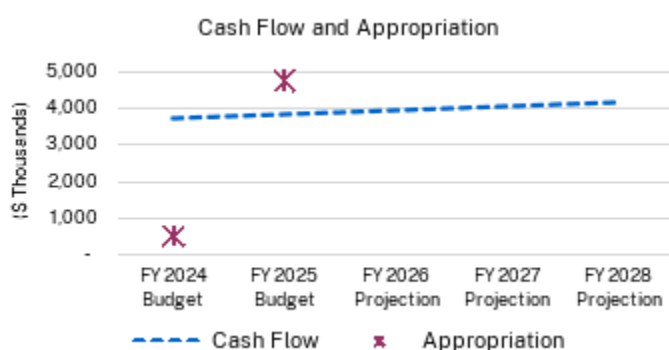 Cash Flow and Appropriation
($ Thousands)
5,000
4,000
3,000
2,000
1,000
-
FY 2024 FY 2025 FY 2026 FY 2027 FY 2028
Budget Budget Projection Projection Projection
Cash Flow Appropriation